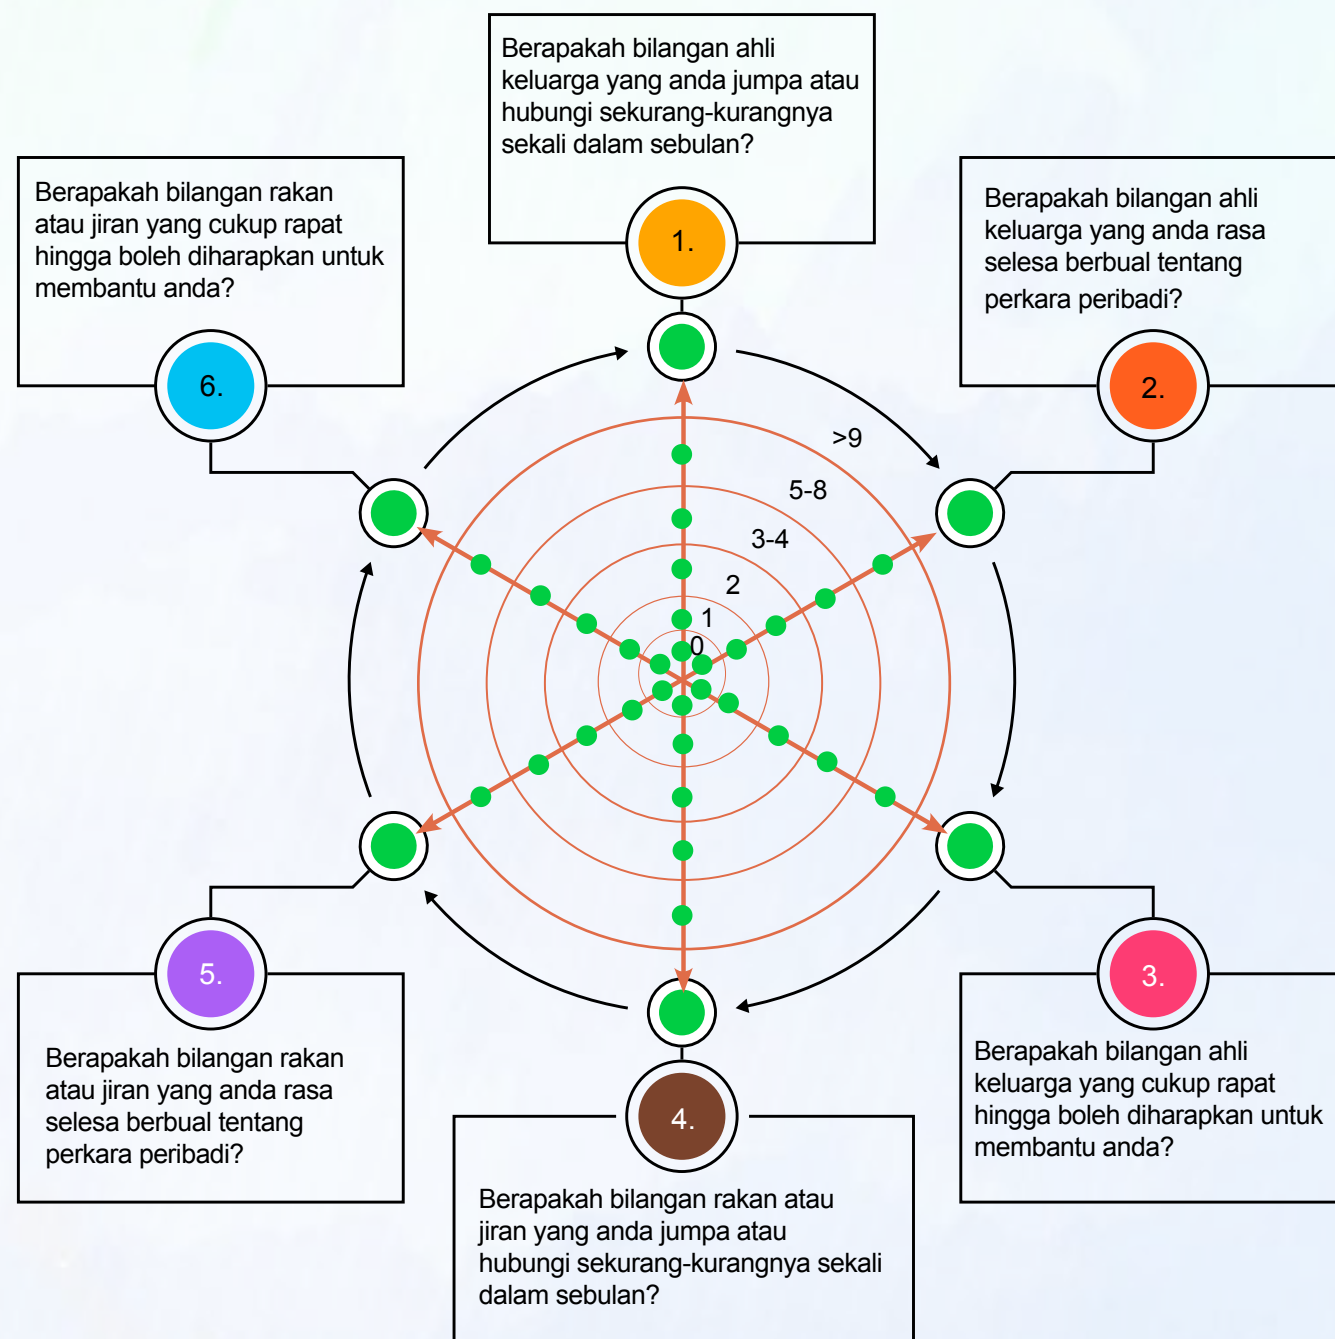 Berapakah bilangan ahli
keluarga yang anda jumpa atau
hubungi sekurang-kurangnya
sekali dalam sebulan?
1.
Berapakah bilangan ahli
keluarga yang anda rasa
selesa berbual tentang
perkara peribadi?
2.
Berapakah bilangan ahli
keluarga yang cukup rapat
hingga boleh diharapkan untuk
membantu anda?
3.
Berapakah bilangan rakan atau
jiran yang anda jumpa atau
hubungi sekurang-kurangnya sekali
dalam sebulan?
4.
Berapakah bilangan rakan
atau jiran yang anda rasa
selesa berbual tentang
perkara peribadi?
5.
Berapakah bilangan rakan
atau jiran yang cukup rapat
hingga boleh diharapkan untuk
membantu anda?
6.
>9
5-8
3-4
2
1
0